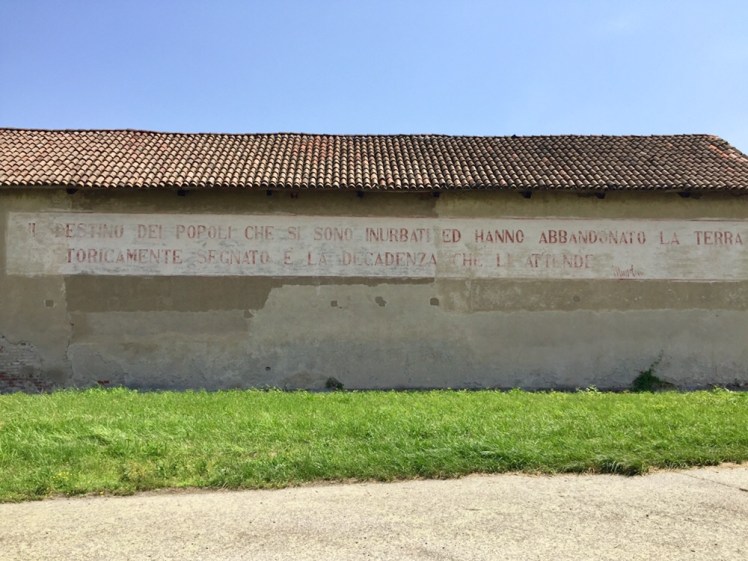 IL DESTINO DEI POPOLI CHE SI SONO INURBATI ED HANNO ABBANDONATO LA TERRA
TORICAMENTE SEGNATO E LA DECADENZA CHE LI ATTENDE